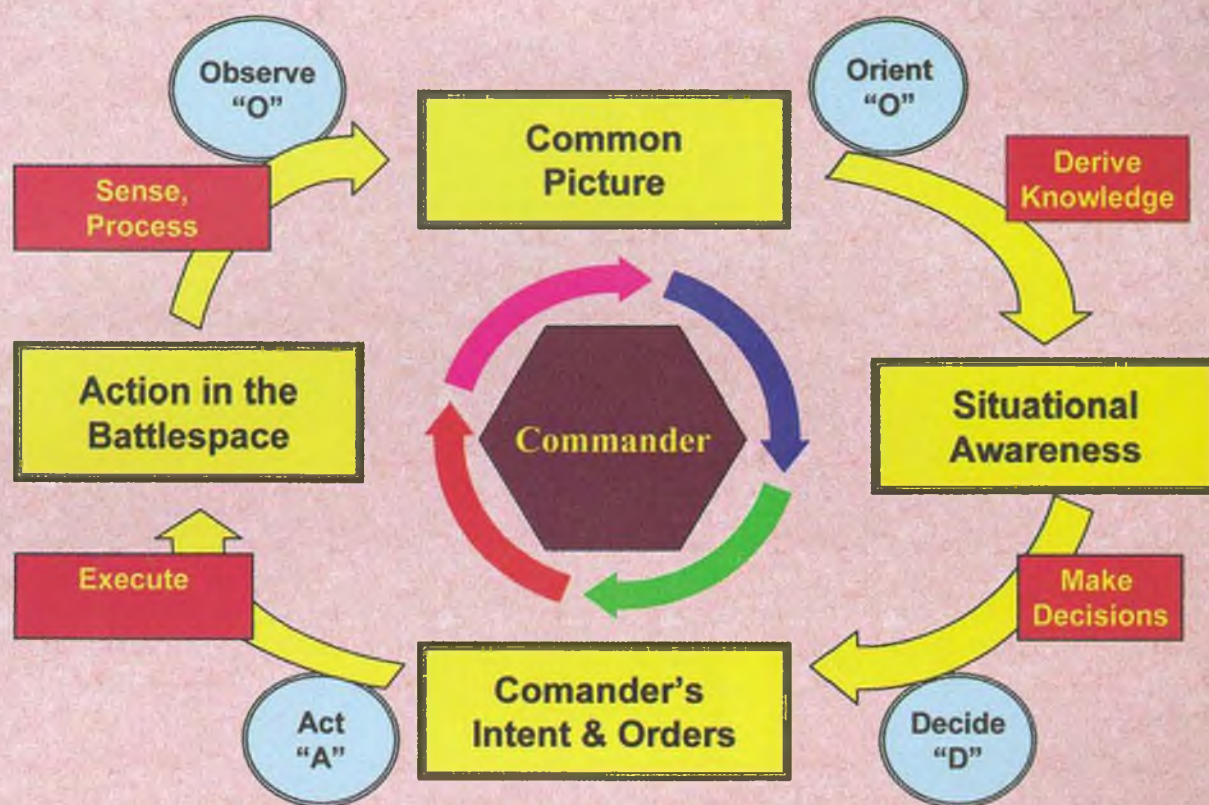 Observe
“O”
Common
Picture
Orient
“O”
Derive
Knowledge
Sense,
Process
Action in the
Battlespace
Commander
Situational
Awareness
Execute
Make
Decisions
Comander’s
Intent & Orders
Act
“A”
Decide
“D”